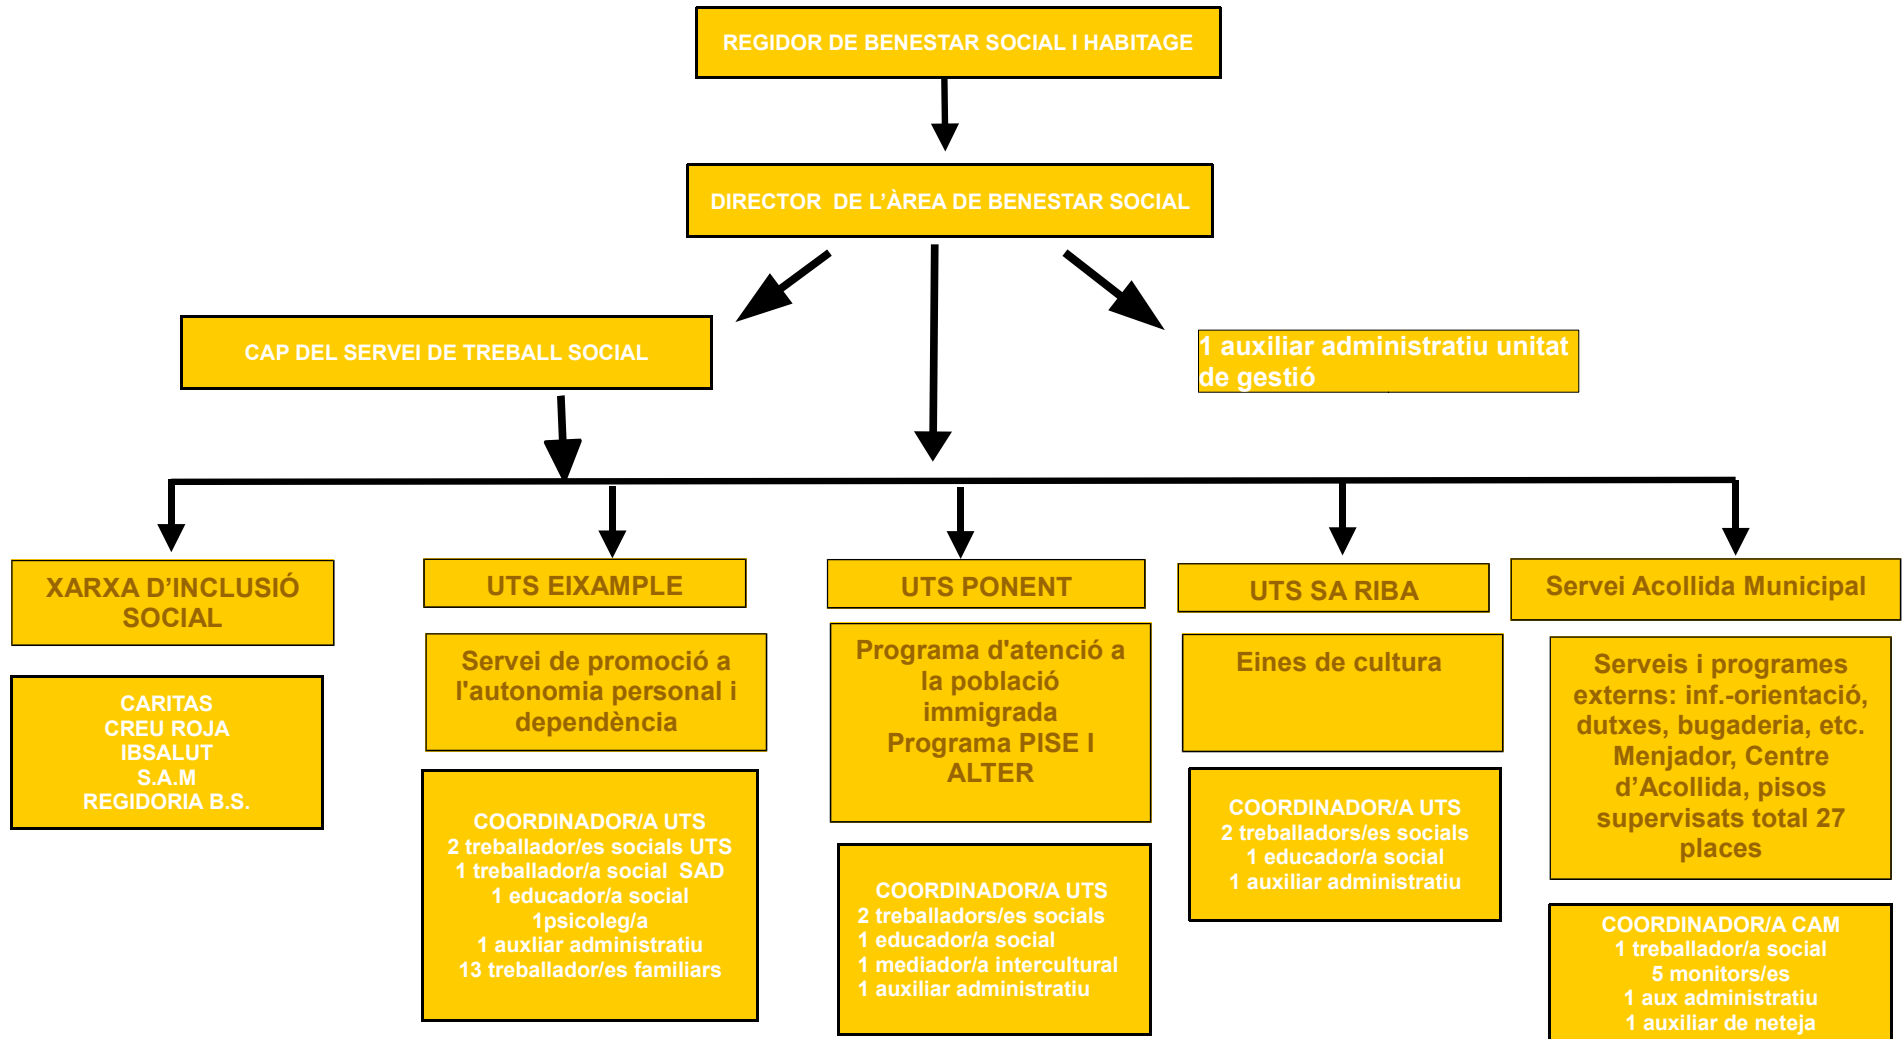 REGIDOR DE BENESTAR SOCIAL I HABITAGE
DIRECTOR DE L'ÀREA DE BENESTAR SOCIAL
CAP DEL SERVEI DE TREBALL SOCIAL
1 auxiliar administratiu unitat
de gestió
XARXA D'INCLUSIÓ
SOCIAL
CARITAS
CREU ROJA
IBSALUT
S.A.M
REGIDORIA B.S.
UTS EIXAMPLE
Servei de promoció a
l'autonomia personal i
dependència
COORDINADOR/A UTS
2 treballador/es socials UTS
1 treballador/a social SAD
1 educador/a social
1psicoleg/a
1 auxliar administratiu
13 treballador/es familiars
UTS PONENT
Programa d'atenció a
la població
immigrada
Programa PISE I
ALTER
COORDINADOR/A UTS
2 treballadors/es socials
1 educador/a social
1 mediador/a intercultural
1 auxiliar administratiu
UTS SA RIBA
Eines de cultura
COORDINADOR/A UTS
2 treballadors/es socials
1 educador/a social
1 auxiliar administratiu
Servei Acollida Municipal
Serveis i programes
externs: inf.-orientació,
dutxes, bugaderia, etc.
Menjador, Centre
d'Acollida, pisos
supervisats total 27
places
COORDINADOR/A CAM
1 treballador/a social
5 monitors/es
1 aux administratiu
1 auxiliar de neteja